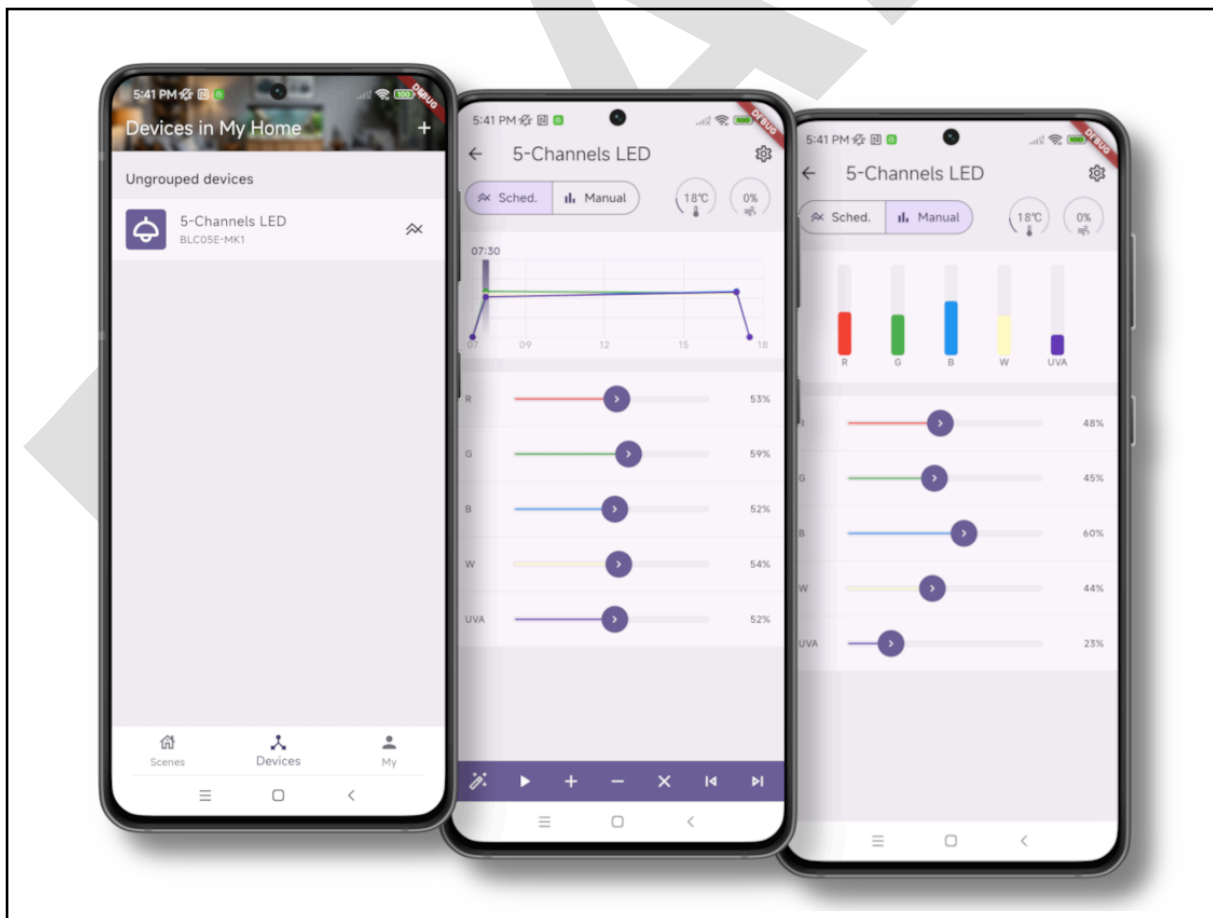 5:41 PM
100
DEBUG
Devices in My Home
+
Ungrouped devices
5-Channels LED
BLC05E-MK1
Scenes
Devices
My
5:41 PM
100
DEBUG
5-Channels LED
Sched.
Manual
18°C
0%
07:30
07 09 12 15 18
R 53%
G 59%
B 52%
W 54%
UVA 52%
5:41 PM
100
DEBUG
5-Channels LED
Sched.
Manual
18°C
0%
R G B W UVA
R 48%
G 45%
B 60%
W 44%
UVA 23%